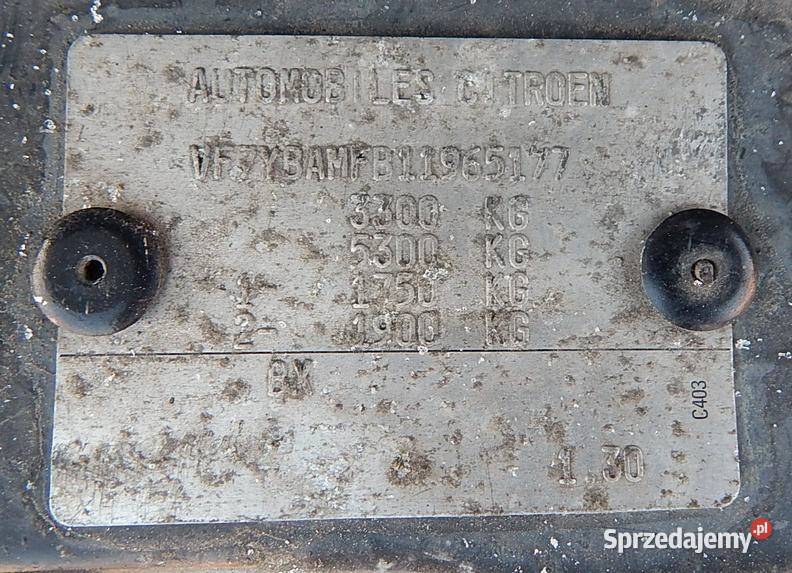 AUTOMOBILES CITROEN
VF7YBAMFB11965177
3300 KG
5300 KG
1- 1750 KG
2- 1900 KG
BX
C403
1.30
Sprzedajemy.pl